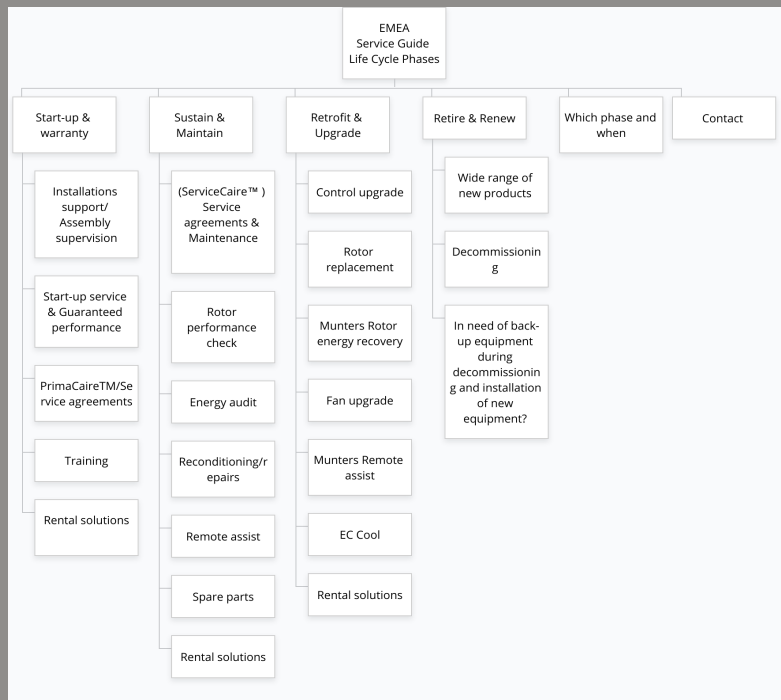 EMEA
Service Guide
Life Cycle Phases
Start-up &
warranty
Sustain &
Maintain
Retrofit &
Upgrade
Retire & Renew
Which phase and
when
Contact
Installations
support/
Assembly
supervision
Start-up service
& Guaranteed
performance
PrimaCaireTM/Se
rvice agreements
Training
Rental solutions
(ServiceCaire™ )
Service
agreements &
Maintenance
Rotor
performance
check
Energy audit
Reconditioning/r
epairs
Remote assist
Spare parts
Rental solutions
Control upgrade
Rotor
replacement
Munters Rotor
energy recovery
Fan upgrade
Munters Remote
assist
EC Cool
Rental solutions
Wide range of
new products
Decommissionin
g
In need of back-
up equipment
during
decommissionin
g and installation
of new
equipment?